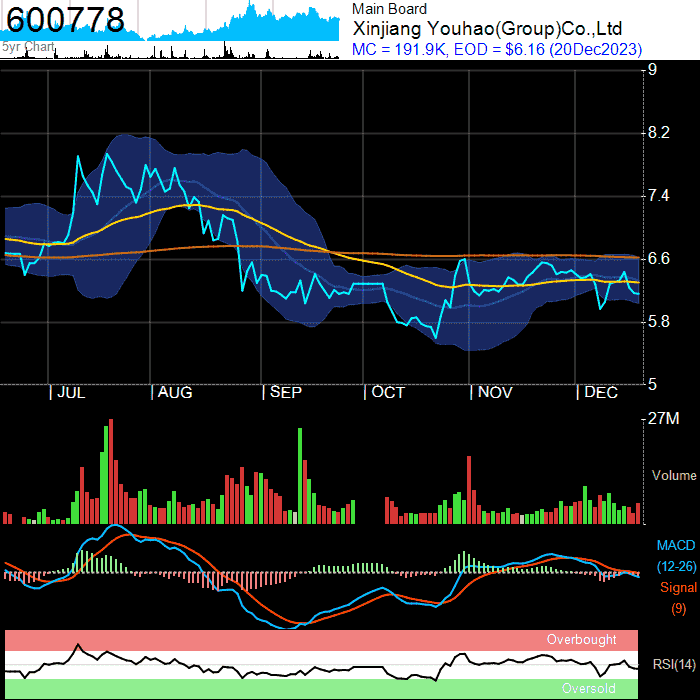 600778
5yr Chart
Main Board
Xinjiang Youhao(Group)Co.,Ltd
MC = 191.9K, EOD = $6.16 (20Dec2023)
9
8.2
7.4
6.6
5.8
5
| JUL | AUG | SEP | OCT | NOV | DEC
27M
Volume
MACD
(12-26)
Signal
(9)
Overbought
RSI(14)
Oversold